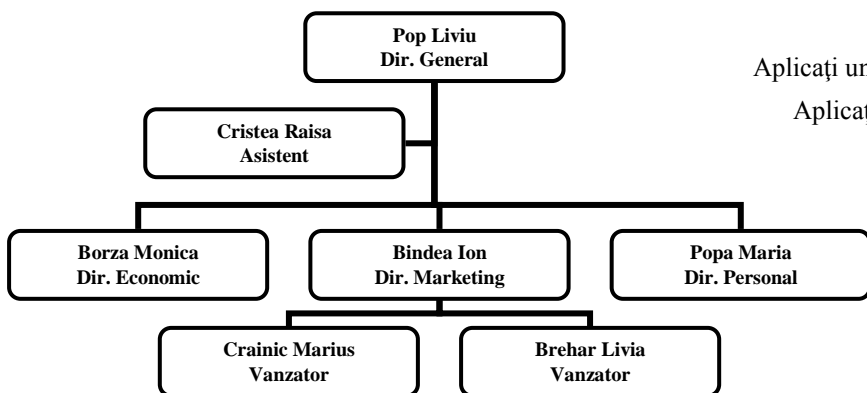 Pop Liviu
Dir. General
Aplicaţi un
Aplicaţ
Cristea Raisa
Asistent
Borza Monica
Dir. Economic
Bindea Ion
Dir. Marketing
Popa Maria
Dir. Personal
Crainic Marius
Vanzator
Brehar Livia
Vanzator